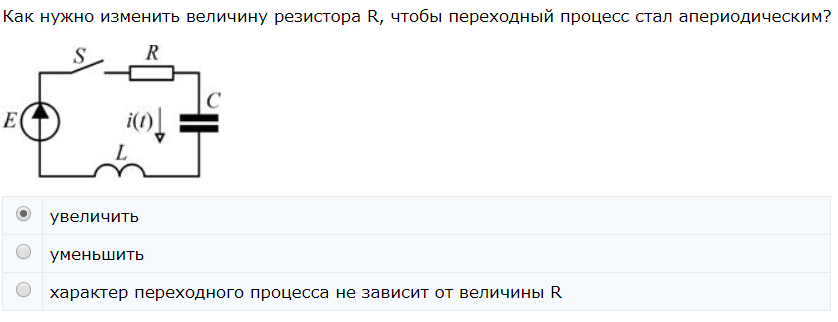 Как нужно изменить величину резистора R, чтобы переходный процесс стал апериодическим?
S R
C
E i(t)
L
увеличить
уменьшить
характер переходного процесса не зависит от величины R